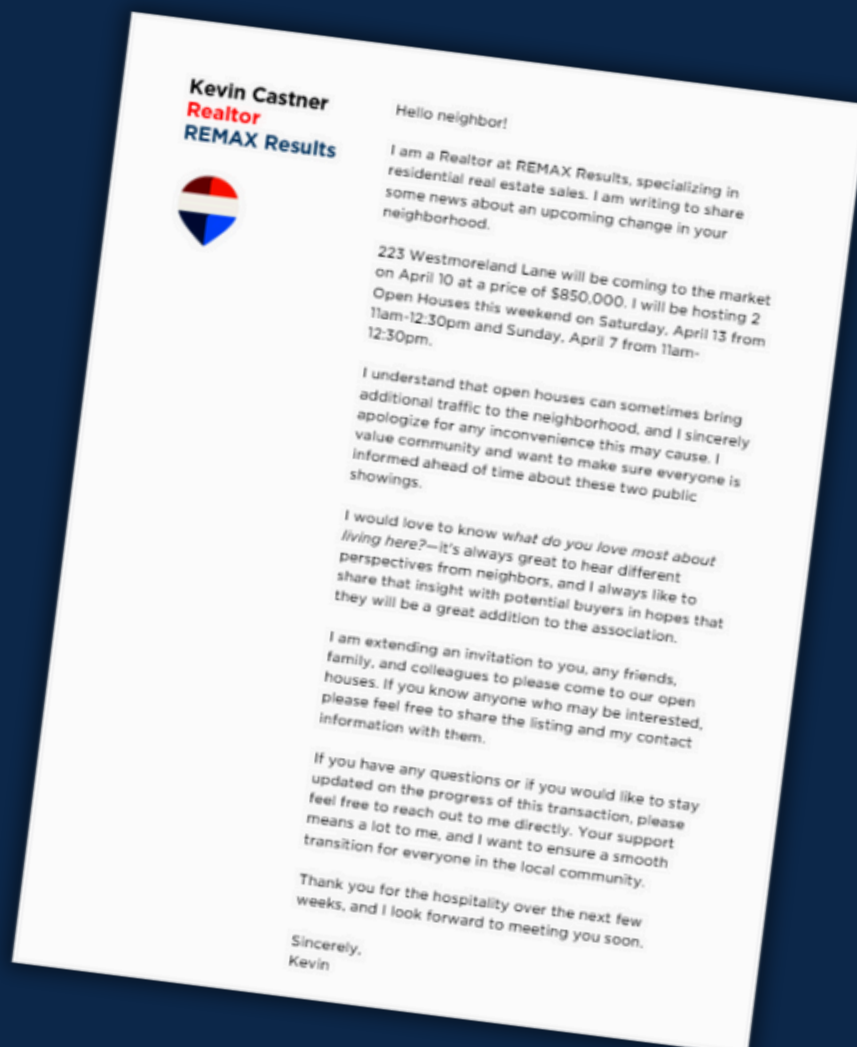 Kevin Castner
Realtor
REMAX Results
Hello neighbor!
I am a Realtor at REMAX Results, specializing in
residential real estate sales. I am writing to share
some news about an upcoming change in your
neighborhood.
223 Westmoreland Lane will be coming to the market
on April 10 at a price of $850,000. I will be hosting 2
Open Houses this weekend on Saturday, April 13 from
11am-12:30pm and Sunday, April 7 from 11am-
12:30pm.
I understand that open houses can sometimes bring
additional traffic to the neighborhood, and I sincerely
apologize for any inconvenience this may cause. I
value community and want to make sure everyone is
informed ahead of time about these two public
showings.
I would love to know what do you love most about
living here?—it's always great to hear different
perspectives from neighbors, and I always like to
share that insight with potential buyers in hopes that
they will be a great addition to the association.
I am extending an invitation to you, any friends,
family, and colleagues to please come to our open
houses. If you know anyone who may be interested,
please feel free to share the listing and my contact
information with them.
If you have any questions or if you would like to stay
updated on the progress of this transaction, please
feel free to reach out to me directly. Your support
means a lot to me, and I want to ensure a smooth
transition for everyone in the local community.
Thank you for the hospitality over the next few
weeks, and I look forward to meeting you soon.
Sincerely,
Kevin